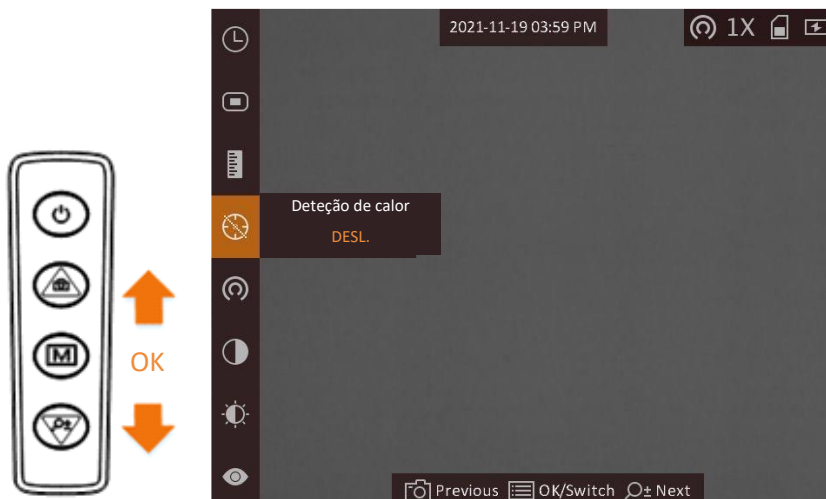 2021-11-19 03:59 PM
1X
Deteção de calor
DESL.
M
OK
Previous OK/Switch Next